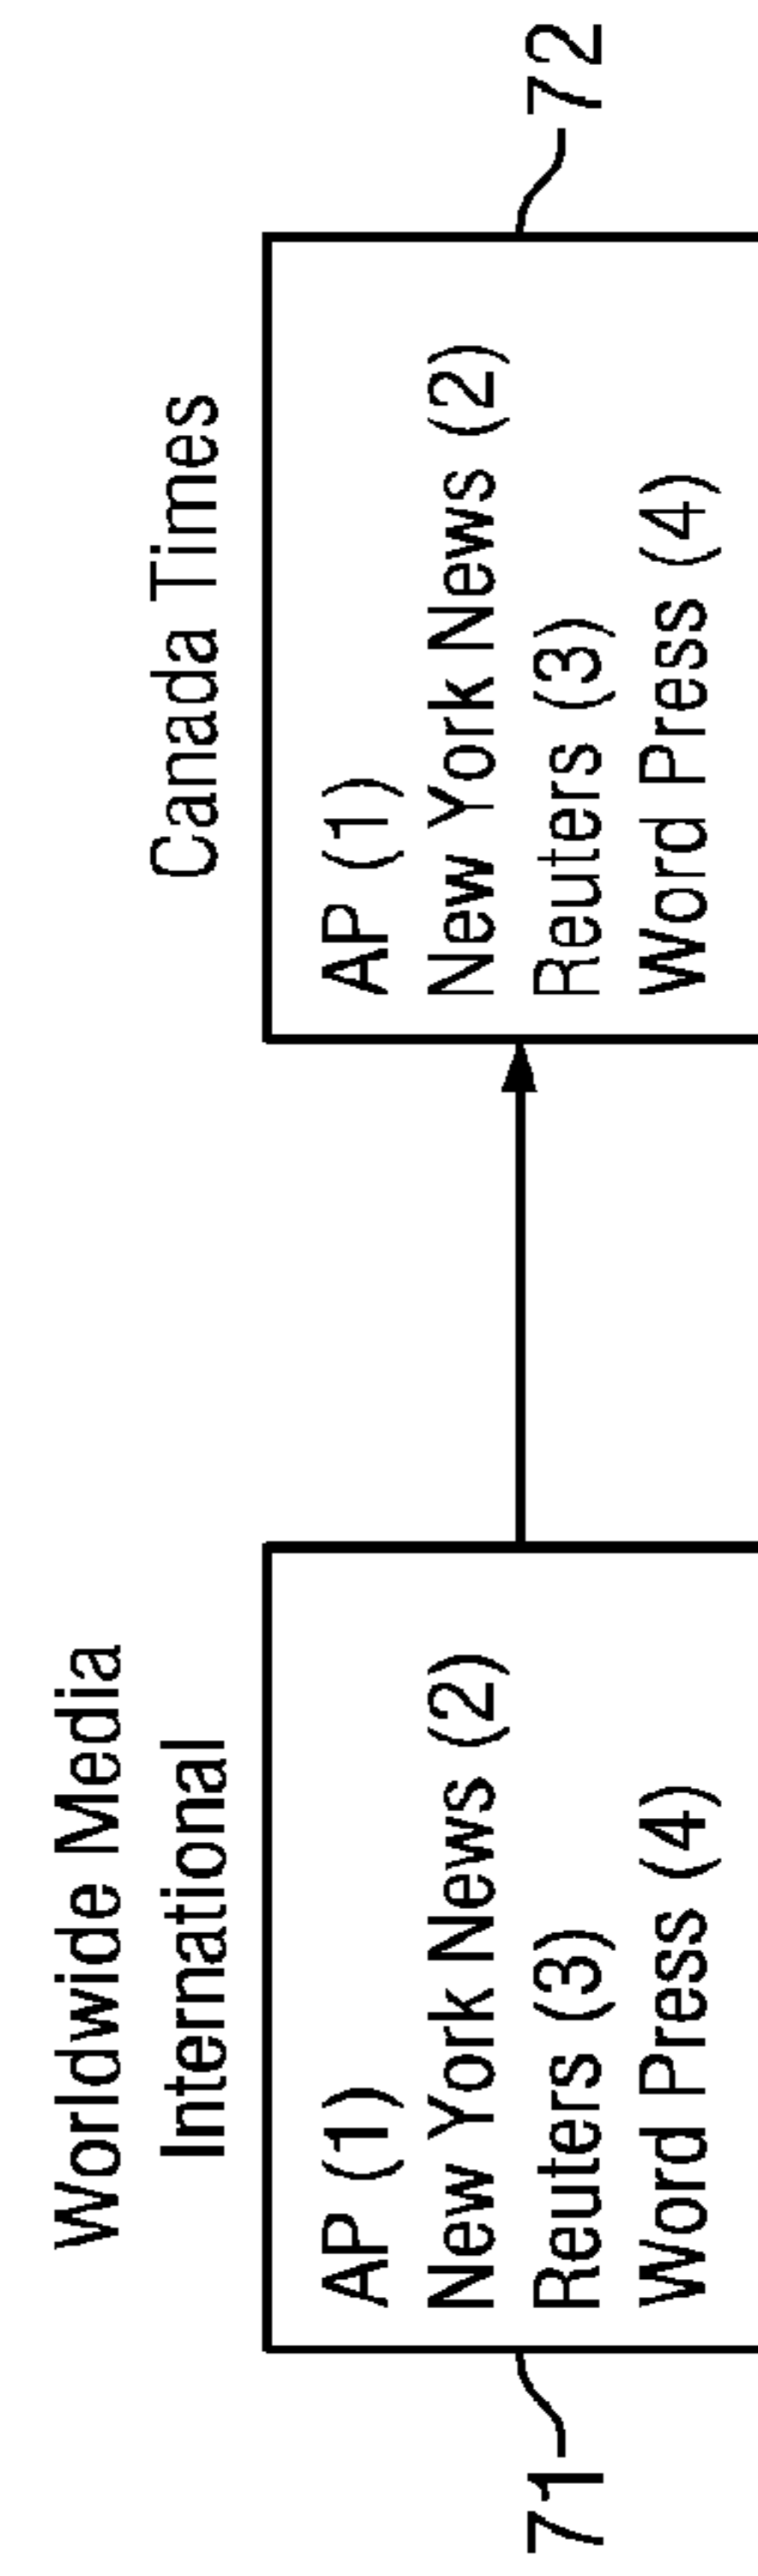 Worldwide Media
International
AP (1)
New York News (2)
Reuters (3)
Word Press (4)
71
Canada Times
AP (1)
New York News (2)
Reuters (3)
Word Press (4)
72